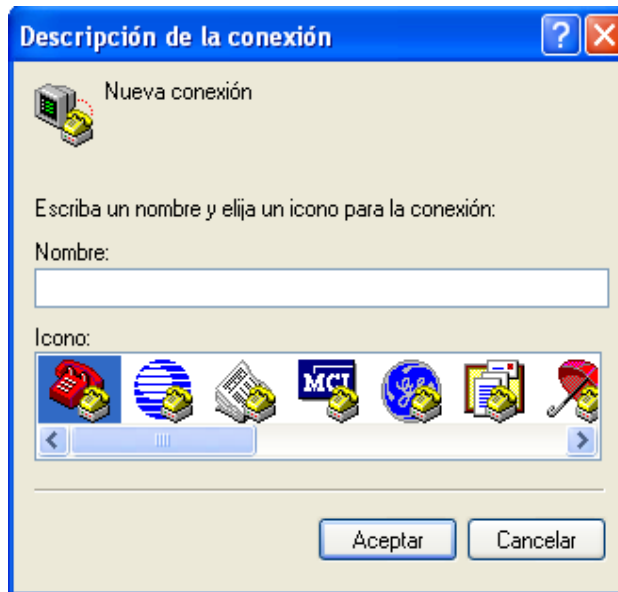 Descripción de la conexión
Nueva conexión
Escriba un nombre y elija un icono para la conexión:
Nombre:
Icono:
MCI
Aceptar
Cancelar